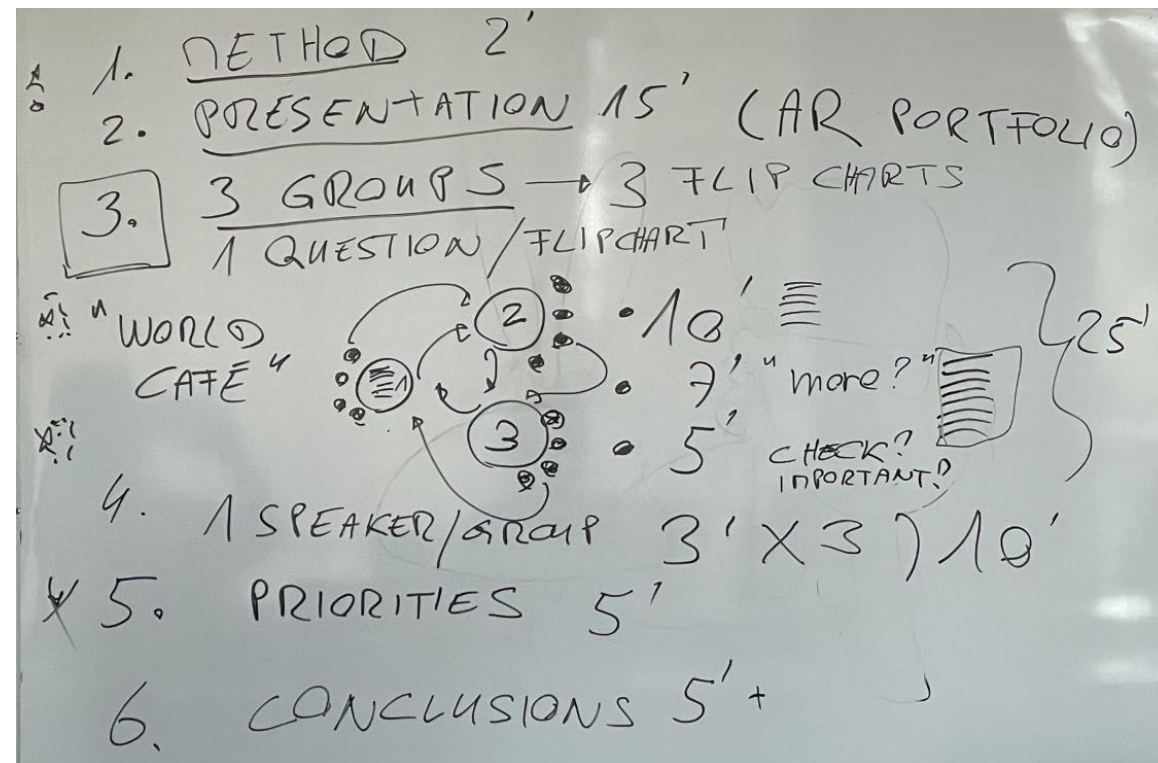 1. METHOD 2'
2. PRESENTATION 15' (AR PORTFOLIO)
3. 3 GROUPS → 3 FLIP CHARTS
1 QUESTION/FLIPCHART
"WORLD
CAFÉ"
1
2
3
• 10'
• 7' "more?"
• 5' CHECK?
IMPORTANT?
25'
4. 1 SPEAKER/GROUP 3' X 3) 10'
5. PRIORITIES 5'
6. CONCLUSIONS 5' +